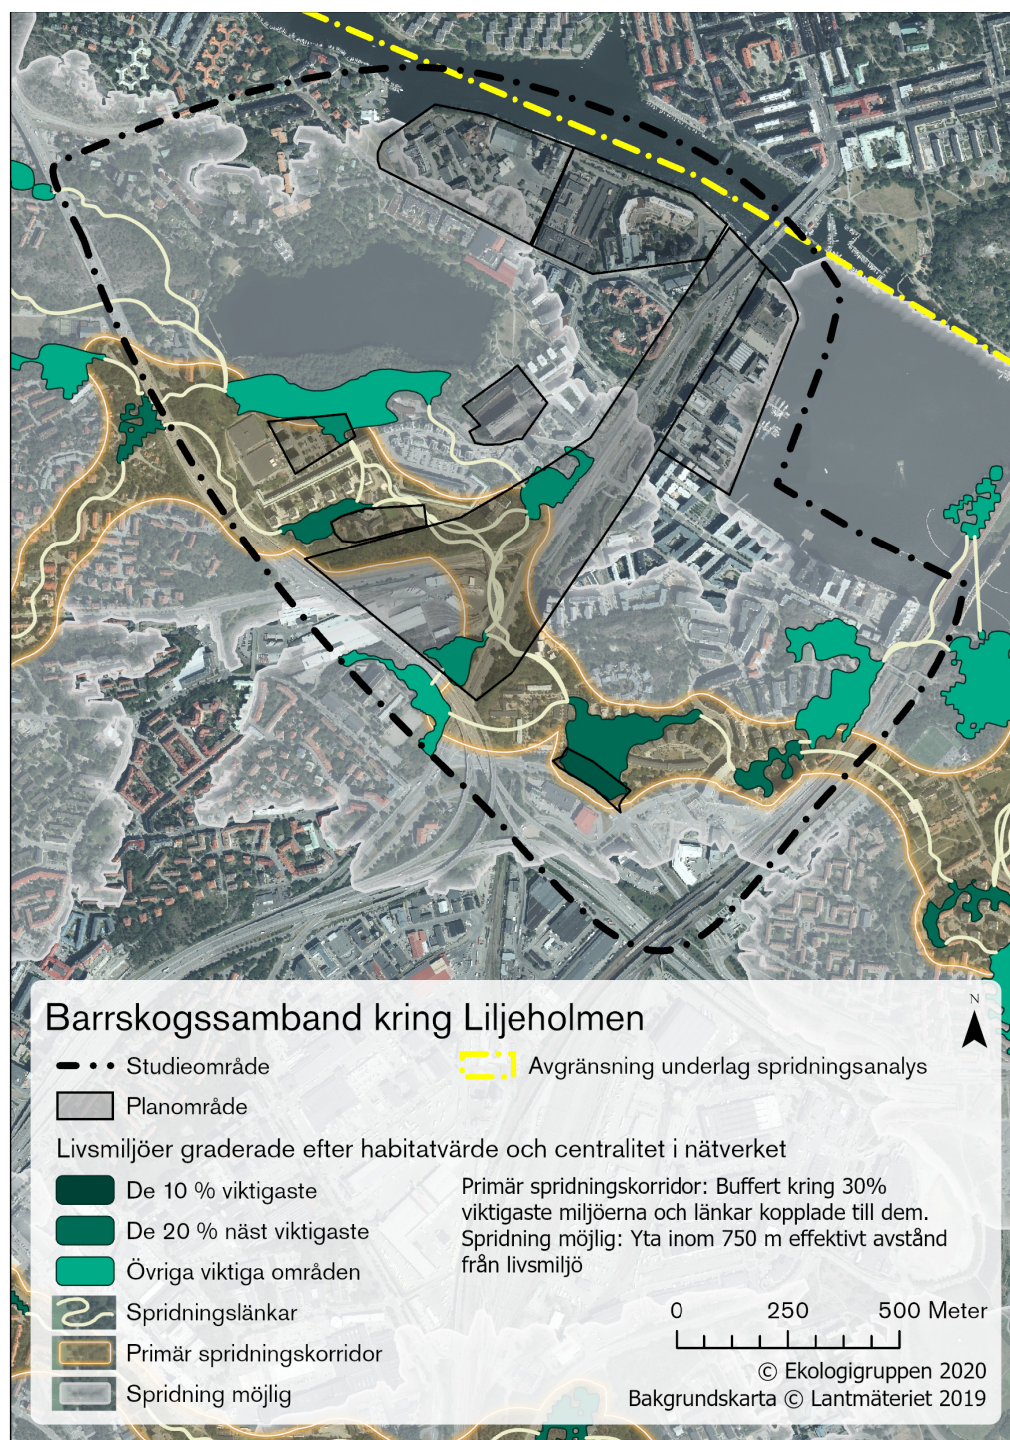 Barrskogssamband kring Liljeholmen
N
Studieområde
Avgränsning underlag spridningsanalys
Planområde
Livsmiljöer graderade efter habitatvärde och centralitet i nätverket
De 10 % viktigaste
De 20 % näst viktigaste
Övriga viktiga områden
Spridningslänkar
Primär spridningskorridor
Spridning möjlig
Primär spridningskorridor: Buffert kring 30%
viktigaste miljöerna och länkar kopplade till dem.
Spridning möjlig: Yta inom 750 m effektivt avstånd
från livsmiljö
0 250 500 Meter
© Ekologigruppen 2020
Bakgrundskarta © Lantmäteriet 2019